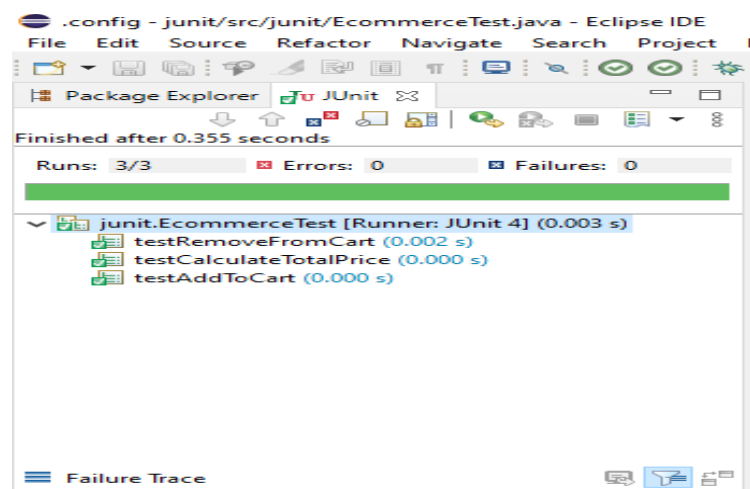 .config - junit/src/junit/EcommerceTest.java - Eclipse IDE
File Edit Source Refactor Navigate Search Project
Package Explorer JUnit
Finished after 0.355 seconds
Runs: 3/3 Errors: 0 Failures: 0
junit.EcommerceTest [Runner: JUnit 4] (0.003 s)
testRemoveFromCart (0.002 s)
testCalculateTotalPrice (0.000 s)
testAddToCart (0.000 s)
Failure Trace